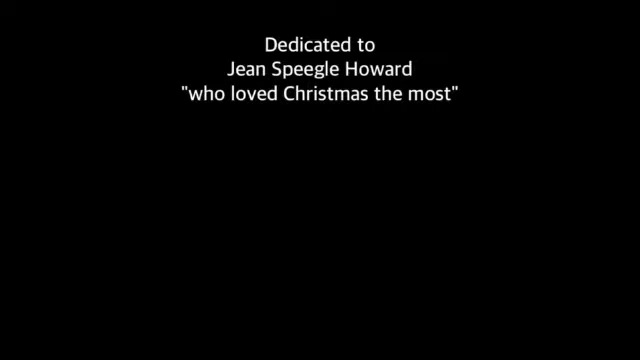 Dedicated to
Jean Speegle Howard
"who loved Christmas the most"